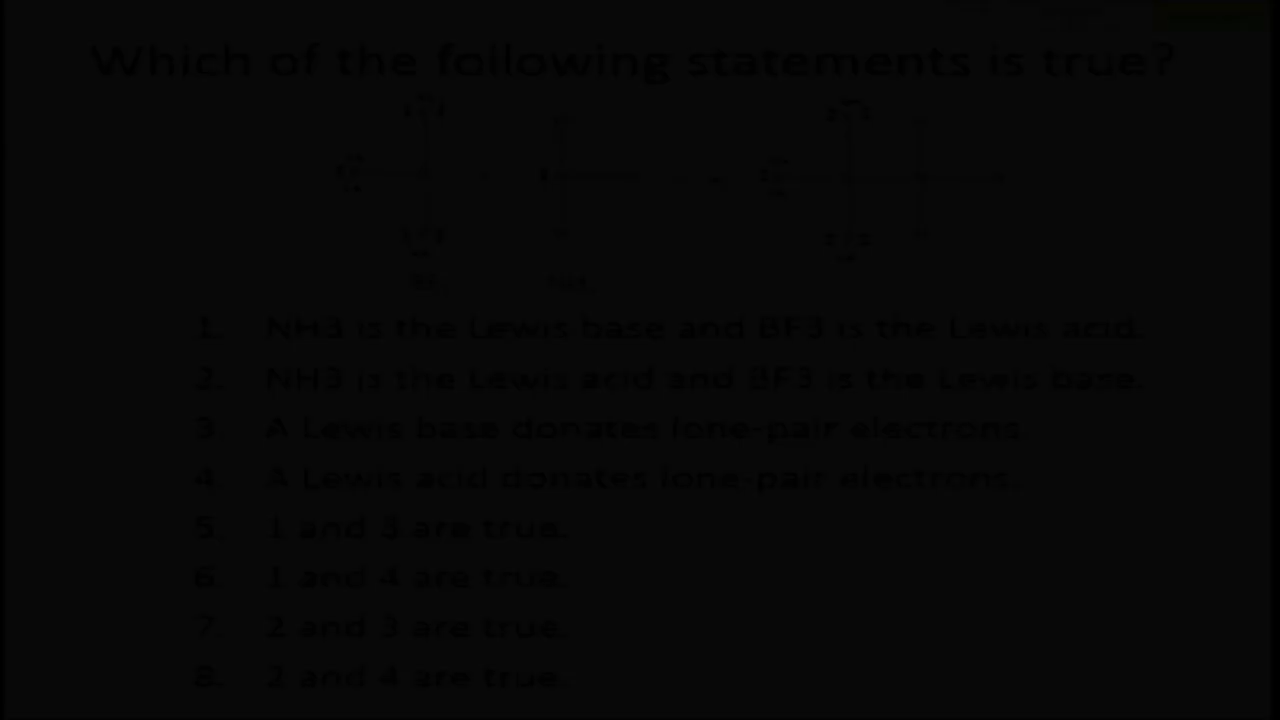 Which of the following statements is true?
1. NH3 is the Lewis base and BF3 is the Lewis acid.
2. NH3 is the Lewis acid and BF3 is the Lewis base.
3. A Lewis base donates lone-pair electrons.
4. A Lewis acid donates lone-pair electrons.
5. 1 and 3 are true.
6. 1 and 4 are true.
7. 2 and 3 are true.
8. 2 and 4 are true.